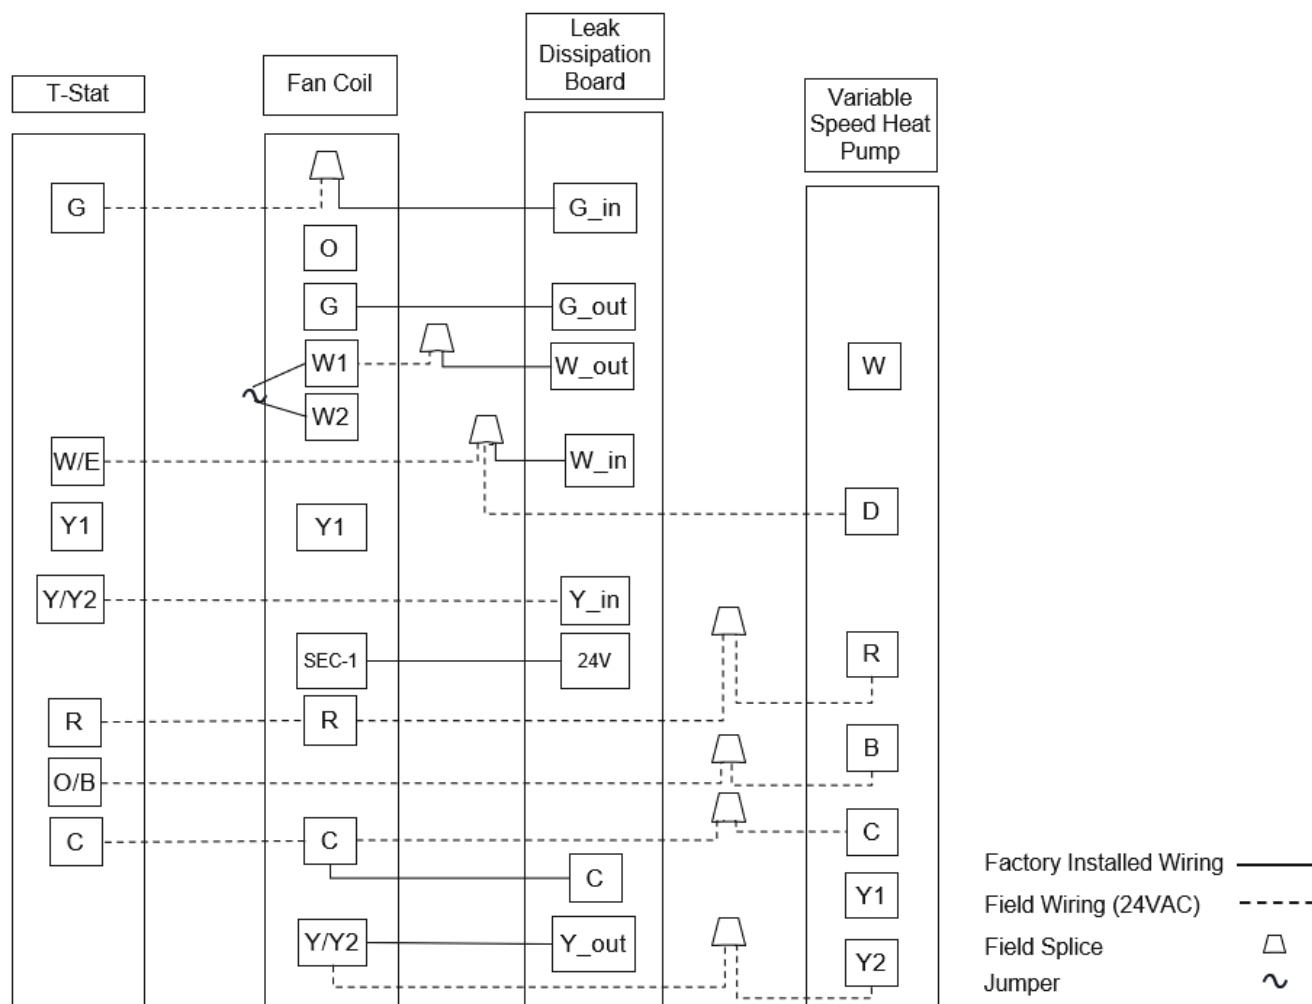 Leak
Dissipation
Board
Fan Coil
T-Stat
Variable
Speed Heat
Pump
G
G_in
O
G
G_out
W1
W_out
W
W2
W/E
W_in
D
Y1
Y1
Y/Y2
Y_in
SEC-1
24V
R
R
R
B
O/B
C
C
C
C
Y1
Y/Y2
Y_out
Y2
Factory Installed Wiring
Field Wiring (24VAC)
Field Splice
Jumper